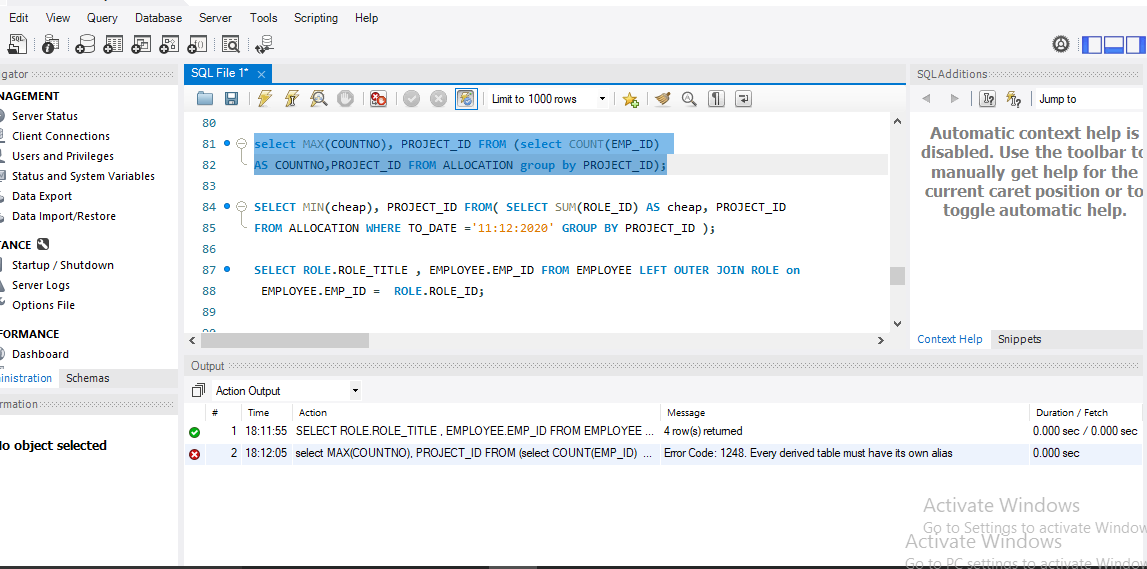 Edit View Query Database Server Tools Scripting Help
SQL File 1*
SQLAdditions
Limit to 1000 rows
Jump to
Server Status
Client Connections
Users and Privileges
Status and System Variables
Data Export
Data Import/Restore
Startup / Shutdown
Server Logs
Options File
Dashboard
Schemas
80
81 select MAX(COUNTNO), PROJECT_ID FROM (select COUNT(EMP_ID)
82 AS COUNTNO,PROJECT_ID FROM ALLOCATION group by PROJECT_ID);
83
84 SELECT MIN(cheap), PROJECT_ID FROM( SELECT SUM(ROLE_ID) AS cheap, PROJECT_ID
85 FROM ALLOCATION WHERE TO_DATE ='11:12:2020' GROUP BY PROJECT_ID );
86
87 SELECT ROLE.ROLE_TITLE , EMPLOYEE.EMP_ID FROM EMPLOYEE LEFT OUTER JOIN ROLE on
88 EMPLOYEE.EMP_ID = ROLE.ROLE_ID;
89
Automatic context help is
disabled. Use the toolbar to
manually get help for the
current caret position or to
toggle automatic help.
Context Help Snippets
Output
Action Output
# Time Action Message Duration / Fetch
1 18:11:55 SELECT ROLE.ROLE_TITLE , EMPLOYEE.EMP_ID FROM EMPLOYEE ... 4 row(s) returned 0.000 sec / 0.000 sec
2 18:12:05 select MAX(COUNTNO), PROJECT_ID FROM (select COUNT(EMP_ID) ... Error Code: 1248. Every derived table must have its own alias 0.000 sec
object selected
Activate Windows
Go to Settings to activate Window
Activate Windows
Go to PC settings to activate Window